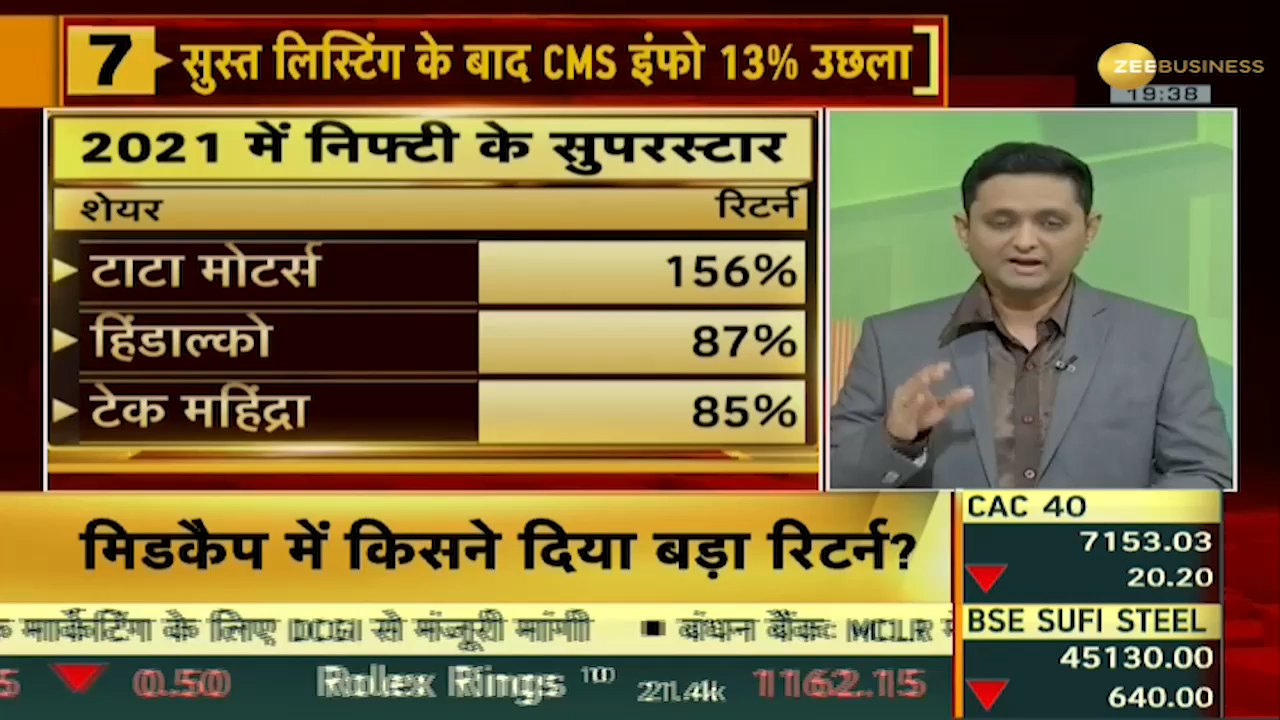 7 सुस्त लिस्टिंग के बाद CMS इंफो 13% उछला
ZEEBUSINESS
19:38
2021 में निफ्टी के सुपरस्टार
शेयर रिटर्न
टाटा मोटर्स 156%
हिंडाल्को 87%
टेक महिंद्रा 85%
मिडकैप में किसने दिया बड़ा रिटर्न?
CAC 40
7153.03
20.20
BSE SUFI STEEL
45130.00
640.00
मार्केटिंग के लिए DCGI से मंजूरी मांगी ■ बंधन बैंक: MCLR
0.50 Rolex Rings 1162.15